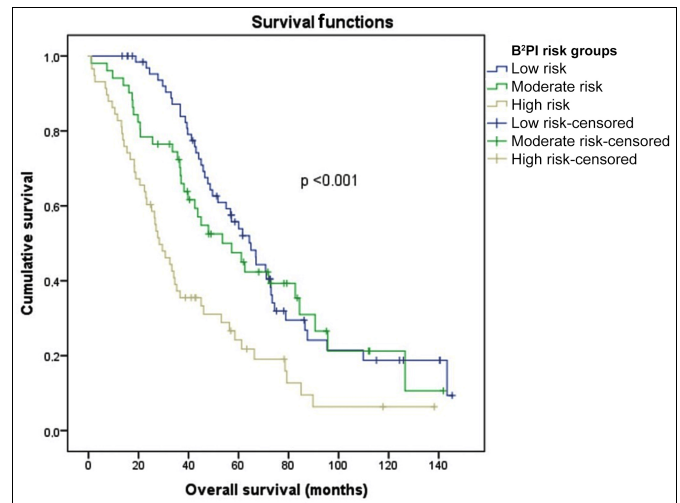 Survival functions
B²PI risk groups
Low risk
Moderate risk
High risk
Low risk-censored
Moderate risk-censored
High risk-censored
p <0.001
Cumulative survival
1.0
0.8
0.6
0.4
0.2
0.0
0 20 40 60 80 100 120 140
Overall survival (months)